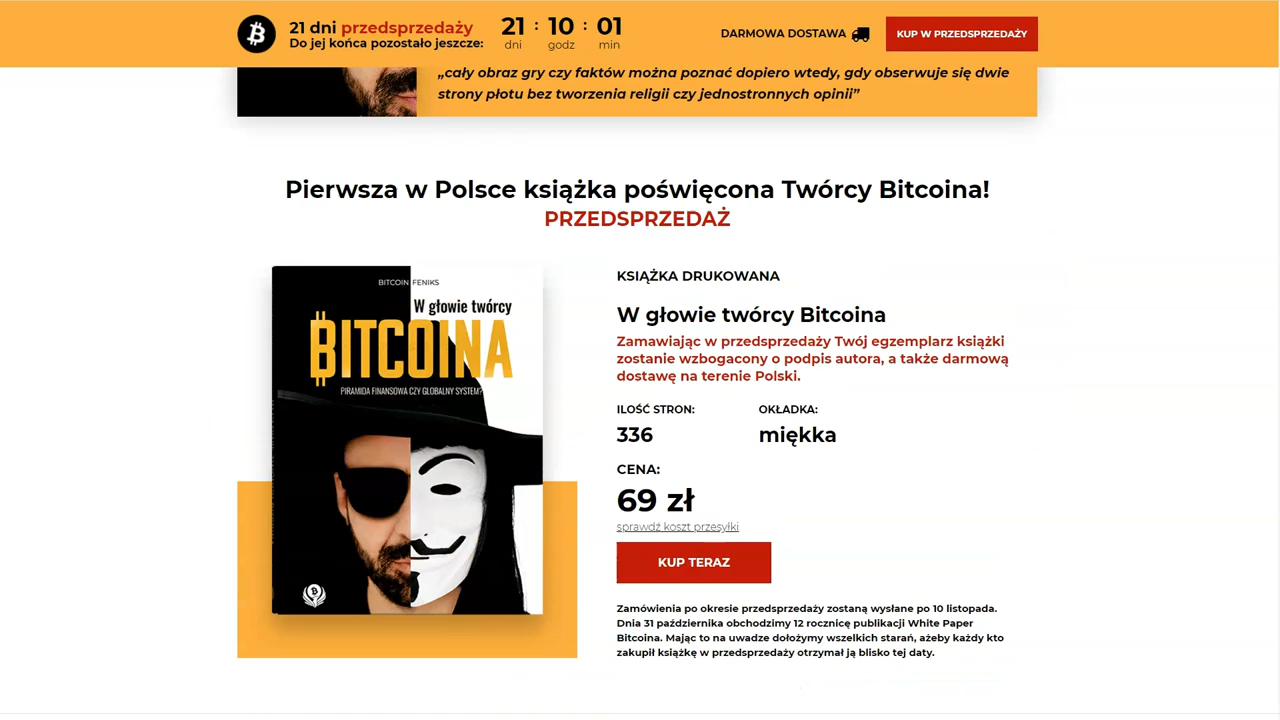 21 dni przedsprzedaży
Do jej końca pozostało jeszcze:
21 : 10 : 01
dni godz min
DARMOWA DOSTAWA
KUP W PRZEDSPRZEDAŻY
„cały obraz gry czy faktów można poznać dopiero wtedy, gdy obserwuje się dwie
strony płotu bez tworzenia religii czy jednostronnych opinii”
Pierwsza w Polsce książka poświęcona Twórcy Bitcoina!
PRZEDSPRZEDAŻ
BITCOIN FENIKS
W głowie twórcy
BITCOINA
PIRAMIDA FINANSOWA CZY GLOBALNY SYSTEM?
KSIĄŻKA DRUKOWANA
W głowie twórcy Bitcoina
Zamawiając w przedsprzedaży Twój egzemplarz książki
zostanie wzbogacony o podpis autora, a także darmową
dostawę na terenie Polski.
ILOŚĆ STRON: OKŁADKA:
336 miękka
CENA:
69 zł
sprawdź koszt przesyłki
KUP TERAZ
Zamówienia po okresie przedsprzedaży zostaną wysłane po 10 listopada.
Dnia 31 października obchodzimy 12 rocznicę publikacji White Paper
Bitcoina. Mając to na uwadze dołożymy wszelkich starań, ażeby każdy kto
zakupił książkę w przedsprzedaży otrzymał ją blisko tej daty.